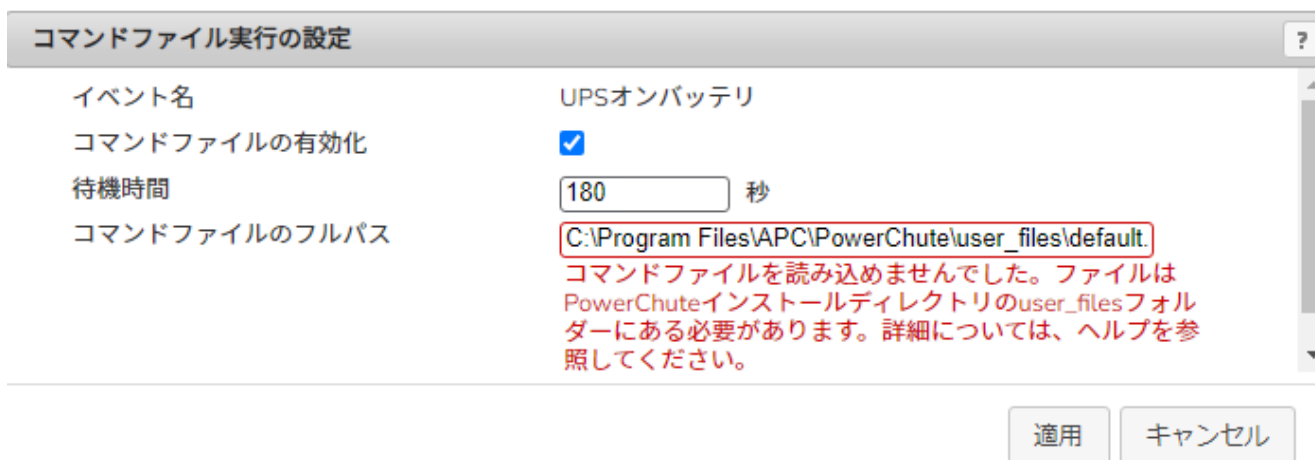 コマンドファイル実行の設定
?
イベント名 UPSオンバッテリ
コマンドファイルの有効化
待機時間 180 秒
コマンドファイルのフルパス C:\Program Files\APC\PowerChute\user_files\default.
コマンドファイルを読み込めませんでした。ファイルは
PowerChuteインストールディレクトリのuser_filesフォル
ダーにある必要があります。詳細については、ヘルプを参
照してください。
適用 キャンセル